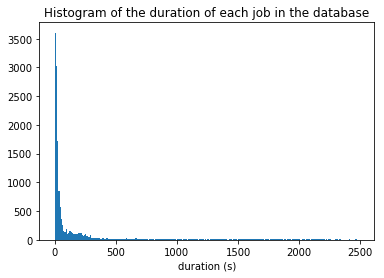 Histogram of the duration of each job in the database
3500
3000
2500
2000
1500
1000
500
0
0 500 1000 1500 2000 2500
duration (s)